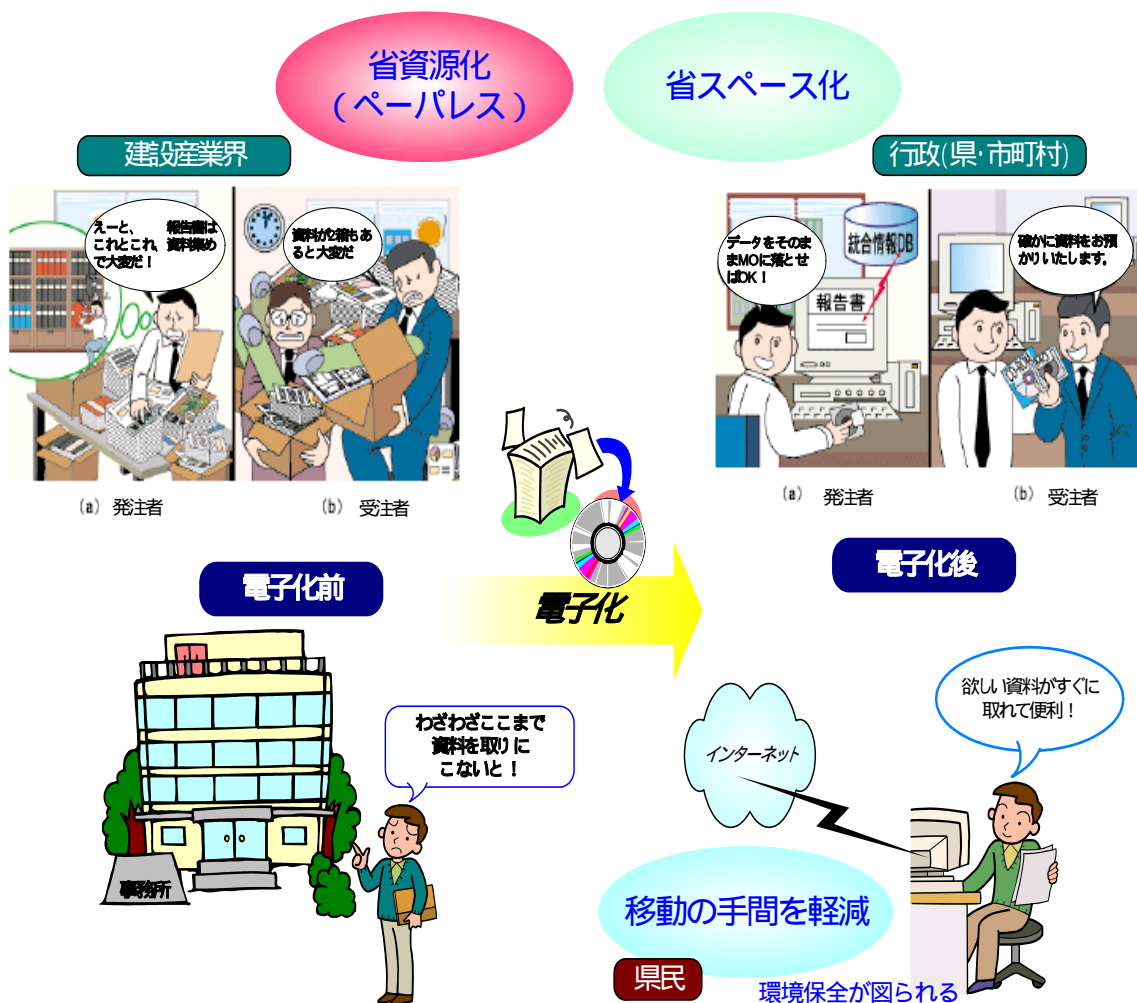 省資源化
（ペーパレス）
省スペース化
建設産業界
行政(県・市町村)
えーと、 報告書は
これとこれ、資料集め
で大変だ！
資料が2箱もあ
ると大変だ
データをそのま
まMOに落とせ
ばOK！
統合情報DB
報告書
確かに資料をお預
かりいたします。
(a) 発注者
(b) 受注者
(a) 発注者
(b) 受注者
電子化前
電子化
電子化後
わざわざここまで
資料を取りに
こないと！
事務所
インターネット
欲しい資料がすぐに
取れて便利！
移動の手間を軽減
県民
環境保全が図られる